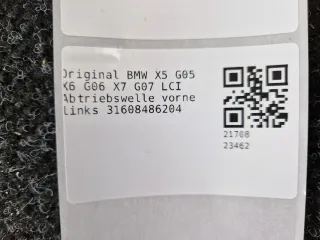 Original BMW X5 G05
X6 G06 X7 G07 LCI
Abtriebswelle vorne
links 31608486204
21708
23462